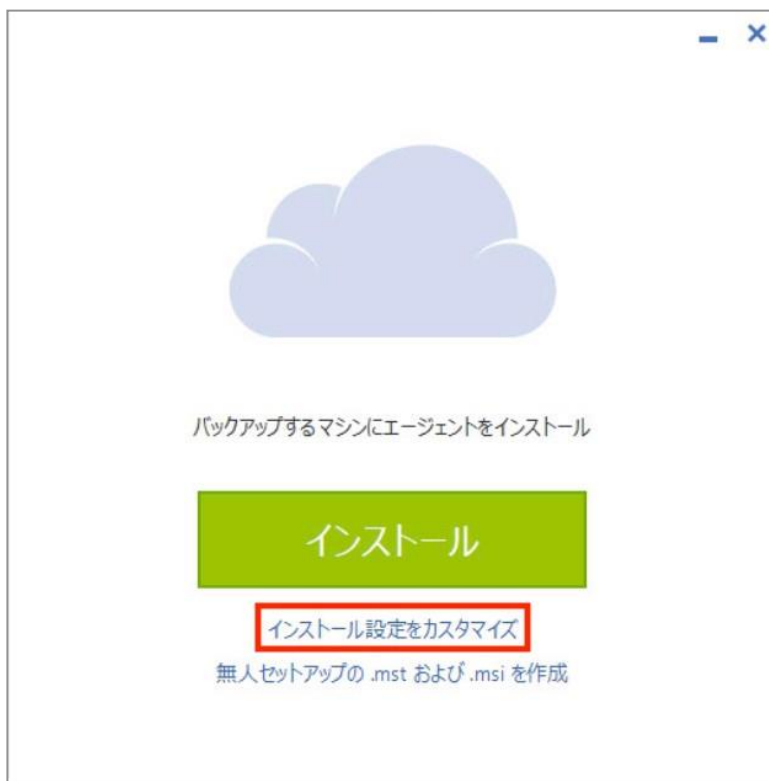 バックアップするマシンにエージェントをインストール
インストール
インストール設定をカスタマイズ
無人セットアップの .mst および .msi を作成